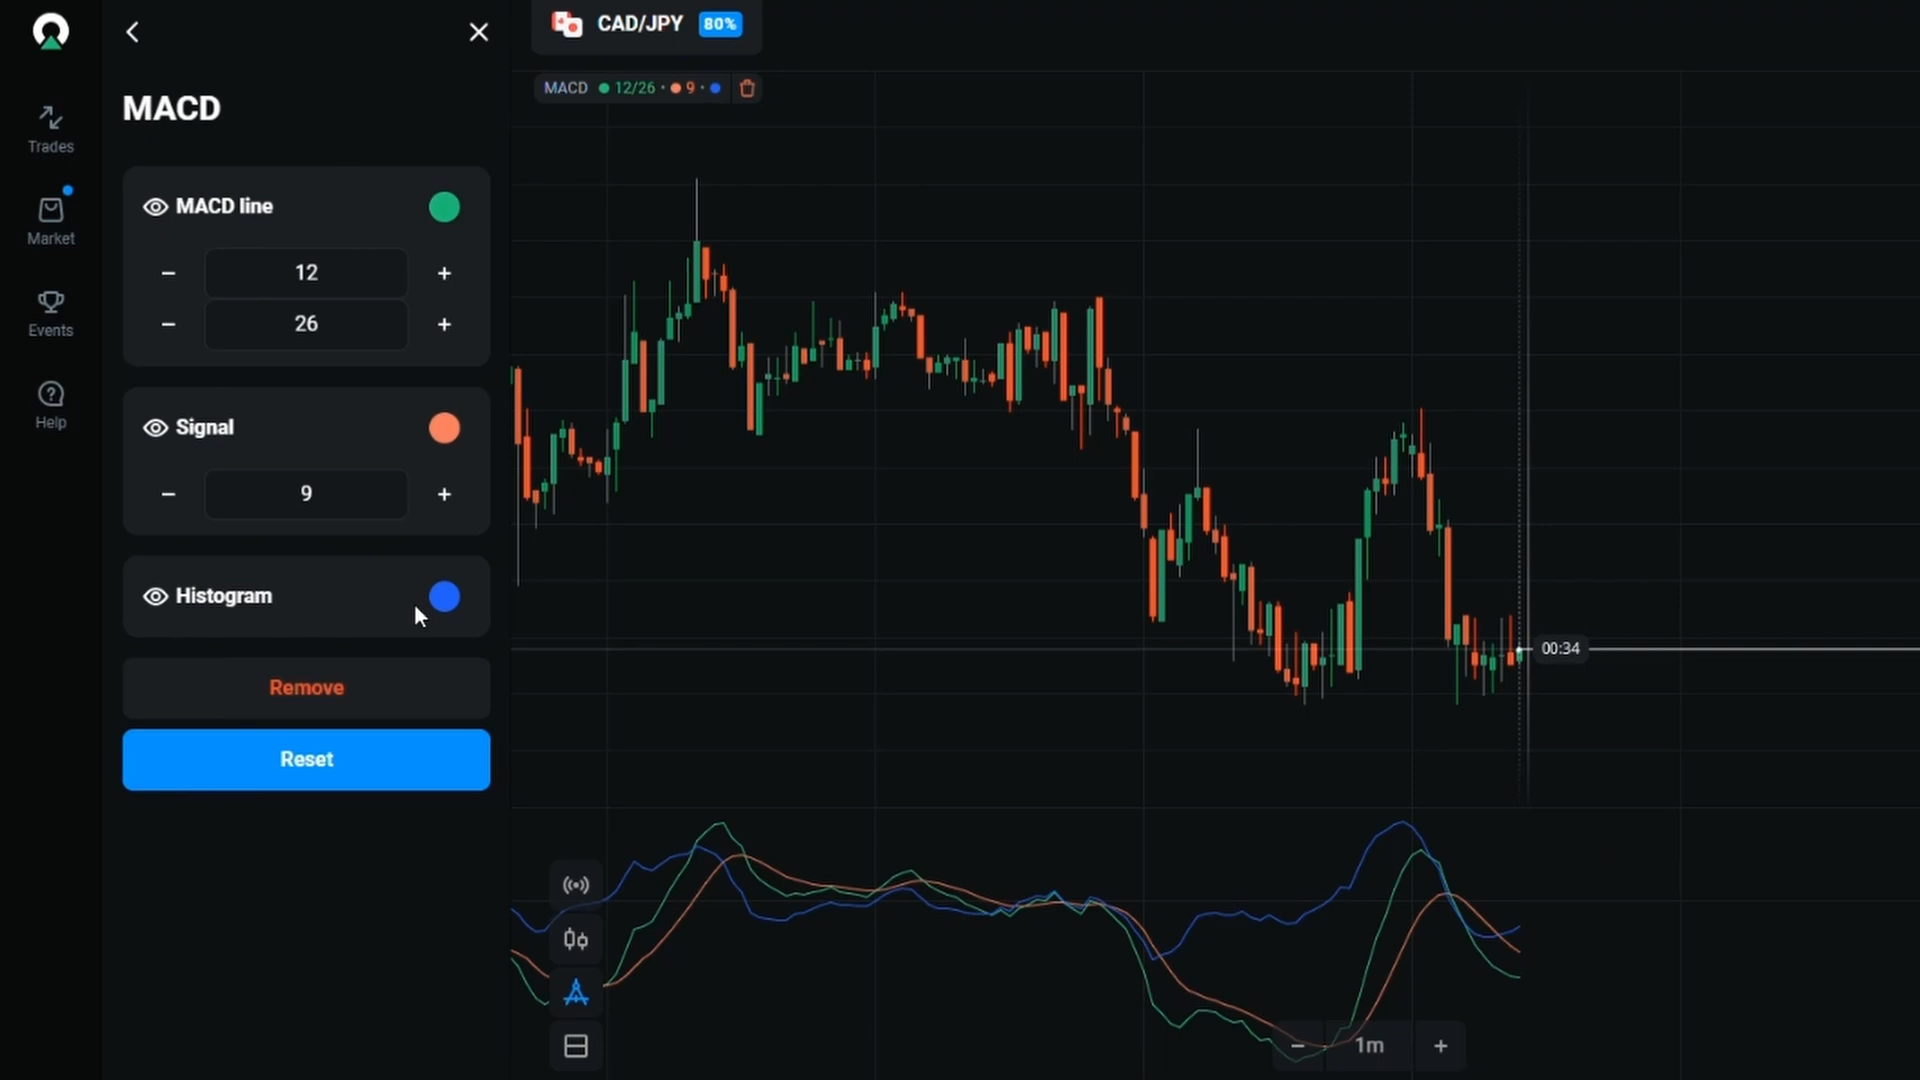 Trades
Market
Events
Help
MACD
MACD line
− 12 +
− 26 +
Signal
− 9 +
Histogram
Remove
Reset
CAD/JPY 80%
MACD 12/26 · 9 ·
00:34
− 1m +